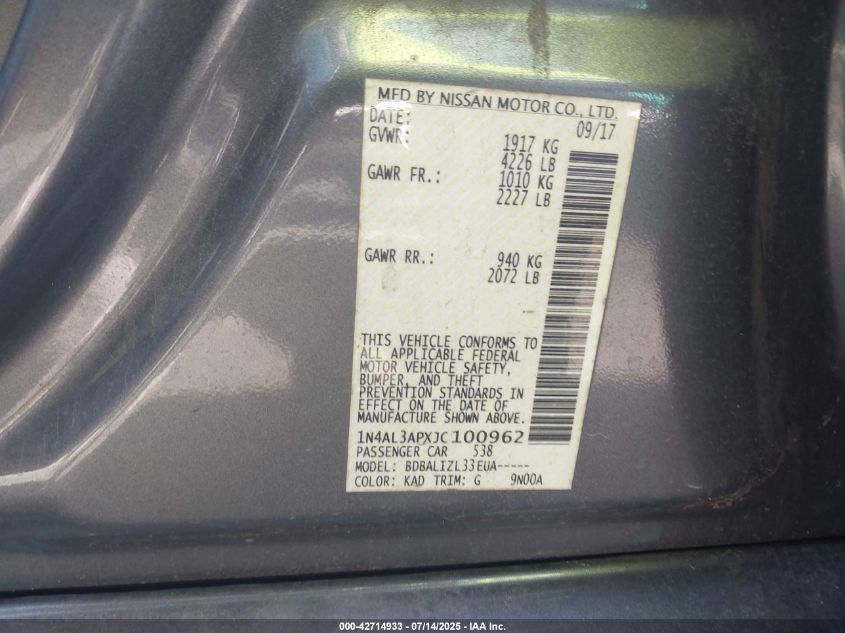 MFD BY NISSAN MOTOR CO., LTD.
DATE: 09/17
GVWR: 1917 KG
4226 LB
GAWR FR.: 1010 KG
2227 LB
GAWR RR.: 940 KG
2072 LB
THIS VEHICLE CONFORMS TO
ALL APPLICABLE FEDERAL
MOTOR VEHICLE SAFETY,
BUMPER, AND THEFT
PREVENTION STANDARDS IN
EFFECT ON THE DATE OF
MANUFACTURE SHOWN ABOVE.
1N4AL3APXJC100962
PASSENGER CAR 538
MODEL: BDBALIZL33EUA-----
COLOR: KAD TRIM: G 9N00A
000-42714933 / 07/14/2025 - IAA Inc.